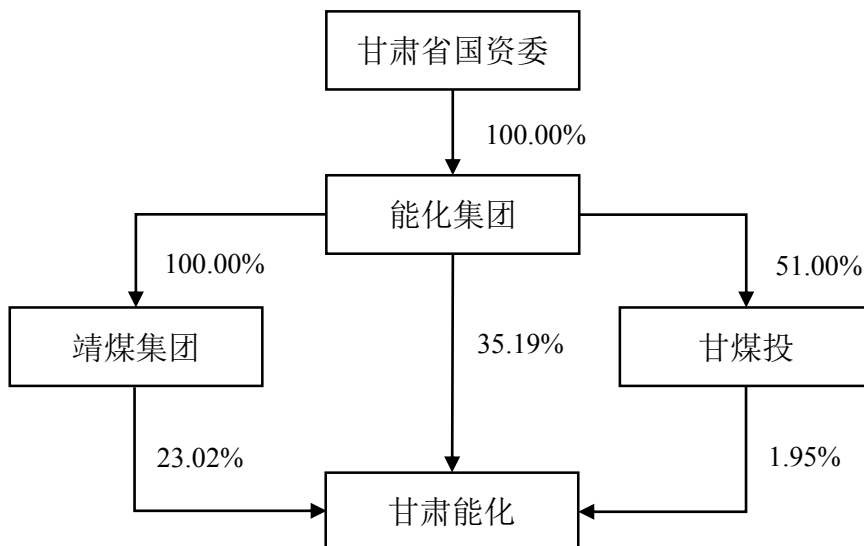 甘肃省国资委
100.00%
能化集团
100.00%
51.00%
靖煤集团
35.19%
甘煤投
23.02%
1.95%
甘肃能化